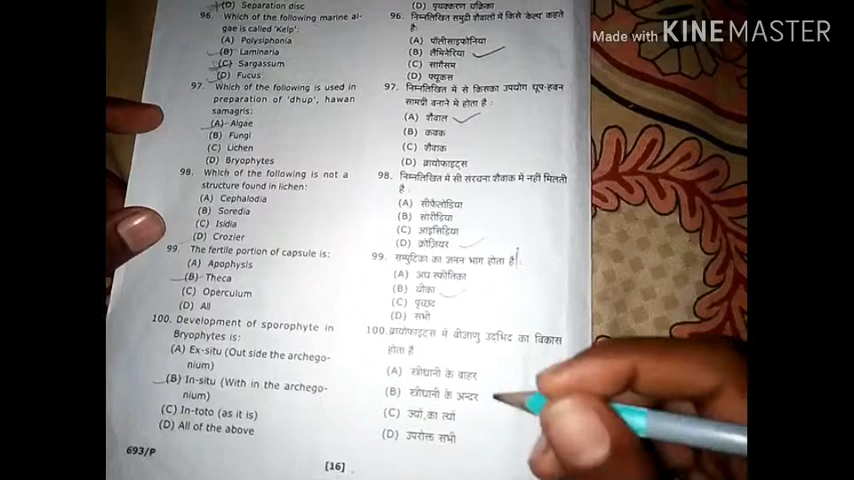 (D) Separation disc
96. Which of the following marine al-
gae is called 'Kelp':
(A) Polysiphonia
(B) Laminaria
(C) Sargassum
(D) Fucus
97. Which of the following is used in
preparation of 'dhup', hawan
samagris:
(A) Algae
(B) Fungi
(C) Lichen
(D) Bryophytes
98. Which of the following is not a
structure found in lichen:
(A) Cephalodia
(B) Soredia
(C) Isidia
(D) Crozier
99. The fertile portion of capsule is:
(A) Apophysis
(B) Theca
(C) Operculum
(D) All
100. Development of sporophyte in
Bryophytes is:
(A) Ex-situ (Out side the archego-
nium)
(B) In-situ (With in the archego-
nium)
(C) In-toto (as it is)
(D) All of the above
693/P
[16]
(D) पृथक्करण चक्रिका
96. निम्नलिखित समुद्री शैवालों में किसे 'केल्प' कहते
है:
(A) पॉलीसाइफोनिया
(B) लैमिनेरिया
(C) सारगैसम
(D) फ्यूकस
97. निम्नलिखित में से किसका उपयोग धूप-हवन
सामग्री बनाने में होता है :
(A) शैवाल
(B) कवक
(C) शैवाक
(D) ब्रायोफाइट्स
98. निम्नलिखित में सी संरचना शैवाक में नहीं मिलती
है :
(A) सीफैलोडिया
(B) सोरीडिया
(C) आइसिडिया
(D) क्रोज़ियर
99. सम्पुटिका का जनन भाग होता है :
(A) अध स्फीतिका
(B) थीका
(C)
(D) सभी
100. ब्रायोफाइट्स में बीजाणु उद्भिद का विकास
होता है :
(A) स्त्रीधानी के बाहर
(B) स्त्रीधानी के अन्दर
(C) ज्यों का त्यों
(D) उपरोक्त सभी
Made with KINEMASTER